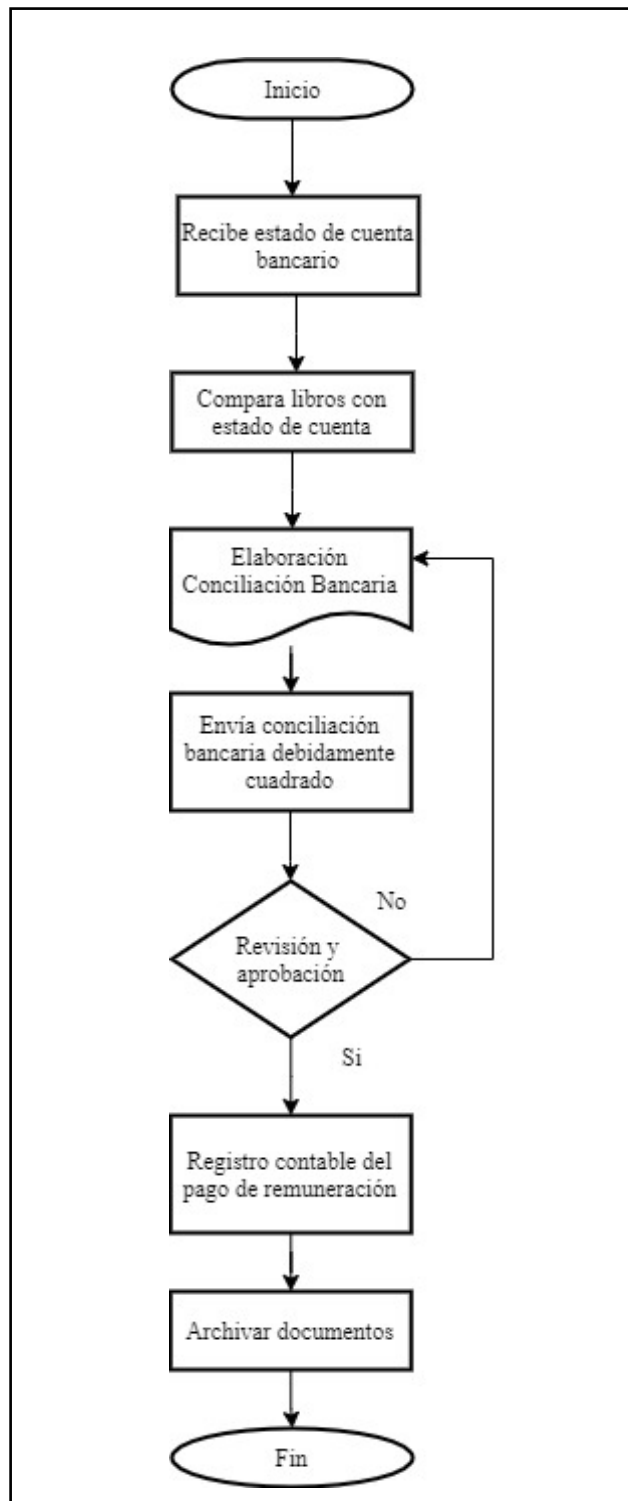 Inicio
Recibe estado de cuenta
bancario
Compara libros con
estado de cuenta
Elaboración
Conciliación Bancaria
Envía conciliación
bancaria debidamente
cuadrado
No
Revisión y
aprobación
Si
Registro contable del
pago de remuneración
Archivar documentos
Fin